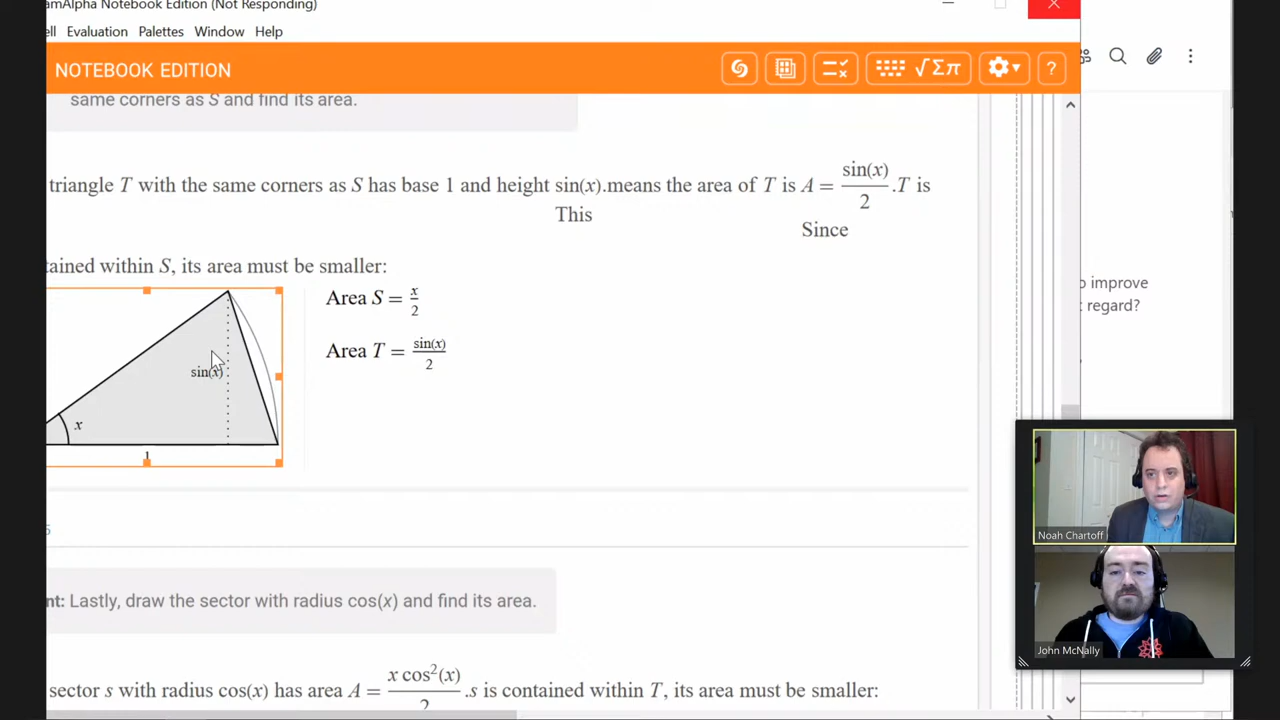 amAlpha Notebook Edition (Not Responding)
ell Evaluation Palettes Window Help
NOTEBOOK EDITION
√Σπ
?
same corners as S and find its area.
triangle T with the same corners as S has base 1 and height sin(x).means the area of T is A = sin(x)/2 .T is
This
Since
tained within S, its area must be smaller:
Area S = x/2
Area T = sin(x)/2
sin(x)
x
1
5
nt: Lastly, draw the sector with radius cos(x) and find its area.
sector s with radius cos(x) has area A = x cos²(x)/2 .s is contained within T, its area must be smaller:
o improve
t regard?
Noah Chartoff
John McNally